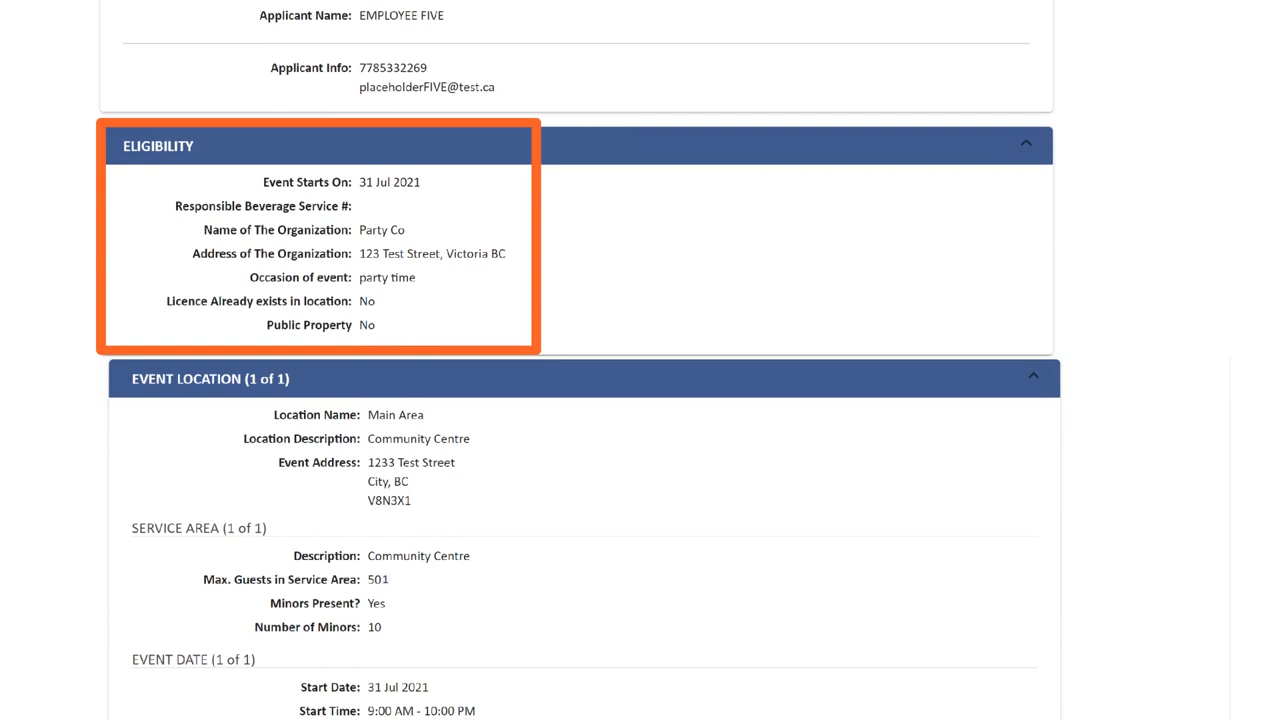 Applicant Name: EMPLOYEE FIVE
Applicant Info: 7785332269
placeholderFIVE@test.ca
ELIGIBILITY
Event Starts On: 31 Jul 2021
Responsible Beverage Service #:
Name of The Organization: Party Co
Address of The Organization: 123 Test Street, Victoria BC
Occasion of event: party time
Licence Already exists in location: No
Public Property No
EVENT LOCATION (1 of 1)
Location Name: Main Area
Location Description: Community Centre
Event Address: 1233 Test Street
City, BC
V8N3X1
SERVICE AREA (1 of 1)
Description: Community Centre
Max. Guests in Service Area: 501
Minors Present? Yes
Number of Minors: 10
EVENT DATE (1 of 1)
Start Date: 31 Jul 2021
Start Time: 9:00 AM - 10:00 PM